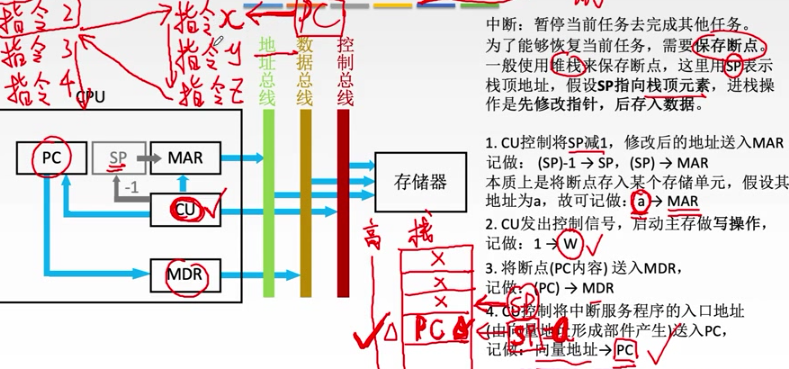 指令2
指令3
指令4
指令x
指令y
指令z
PC
CPU
PC
SP
MAR
-1
CU
MDR
地址总线
数据总线
控制总线
存储器
高
栈
X
X
X
PC
SP
SP
a
中断：暂停当前任务去完成其他任务。
为了能够恢复当前任务，需要保存断点。
一般使用堆栈来保存断点，这里用SP表示
栈顶地址，假设SP指向栈顶元素，进栈操
作是先修改指针，后存入数据。
1. CU控制将SP减1，修改后的地址送入MAR
记做： (SP)-1 → SP，(SP) → MAR
本质上是将断点存入某个存储单元，假设其
地址为a，故可记做：a → MAR
2. CU发出控制信号，启动主存做写操作，
记做：1 → W
3. 将断点(PC内容) 送入MDR，
记做：(PC) → MDR
4. CU控制将中断服务程序的入口地址
(由向量地址形成部件产生)送入PC，
记做：向量地址→PC